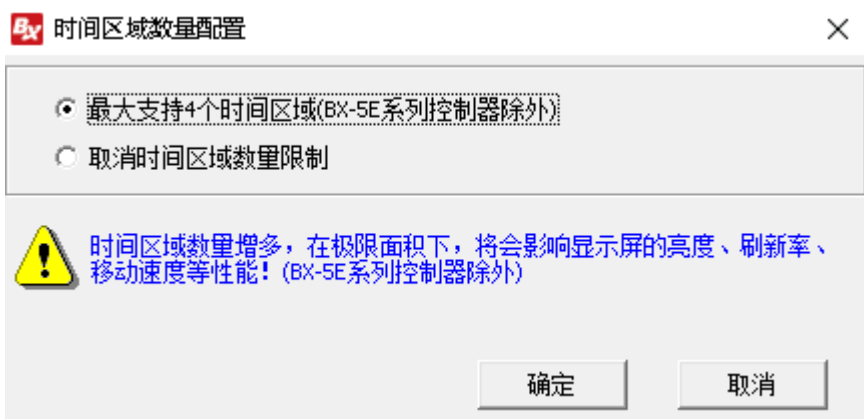 BX 时间区域数量配置
最大支持4个时间区域(BX-5E系列控制器除外)
取消时间区域数量限制
时间区域数量增多，在极限面积下，将会影响显示屏的亮度、刷新率、
移动速度等性能！(BX-5E系列控制器除外)
确定 取消